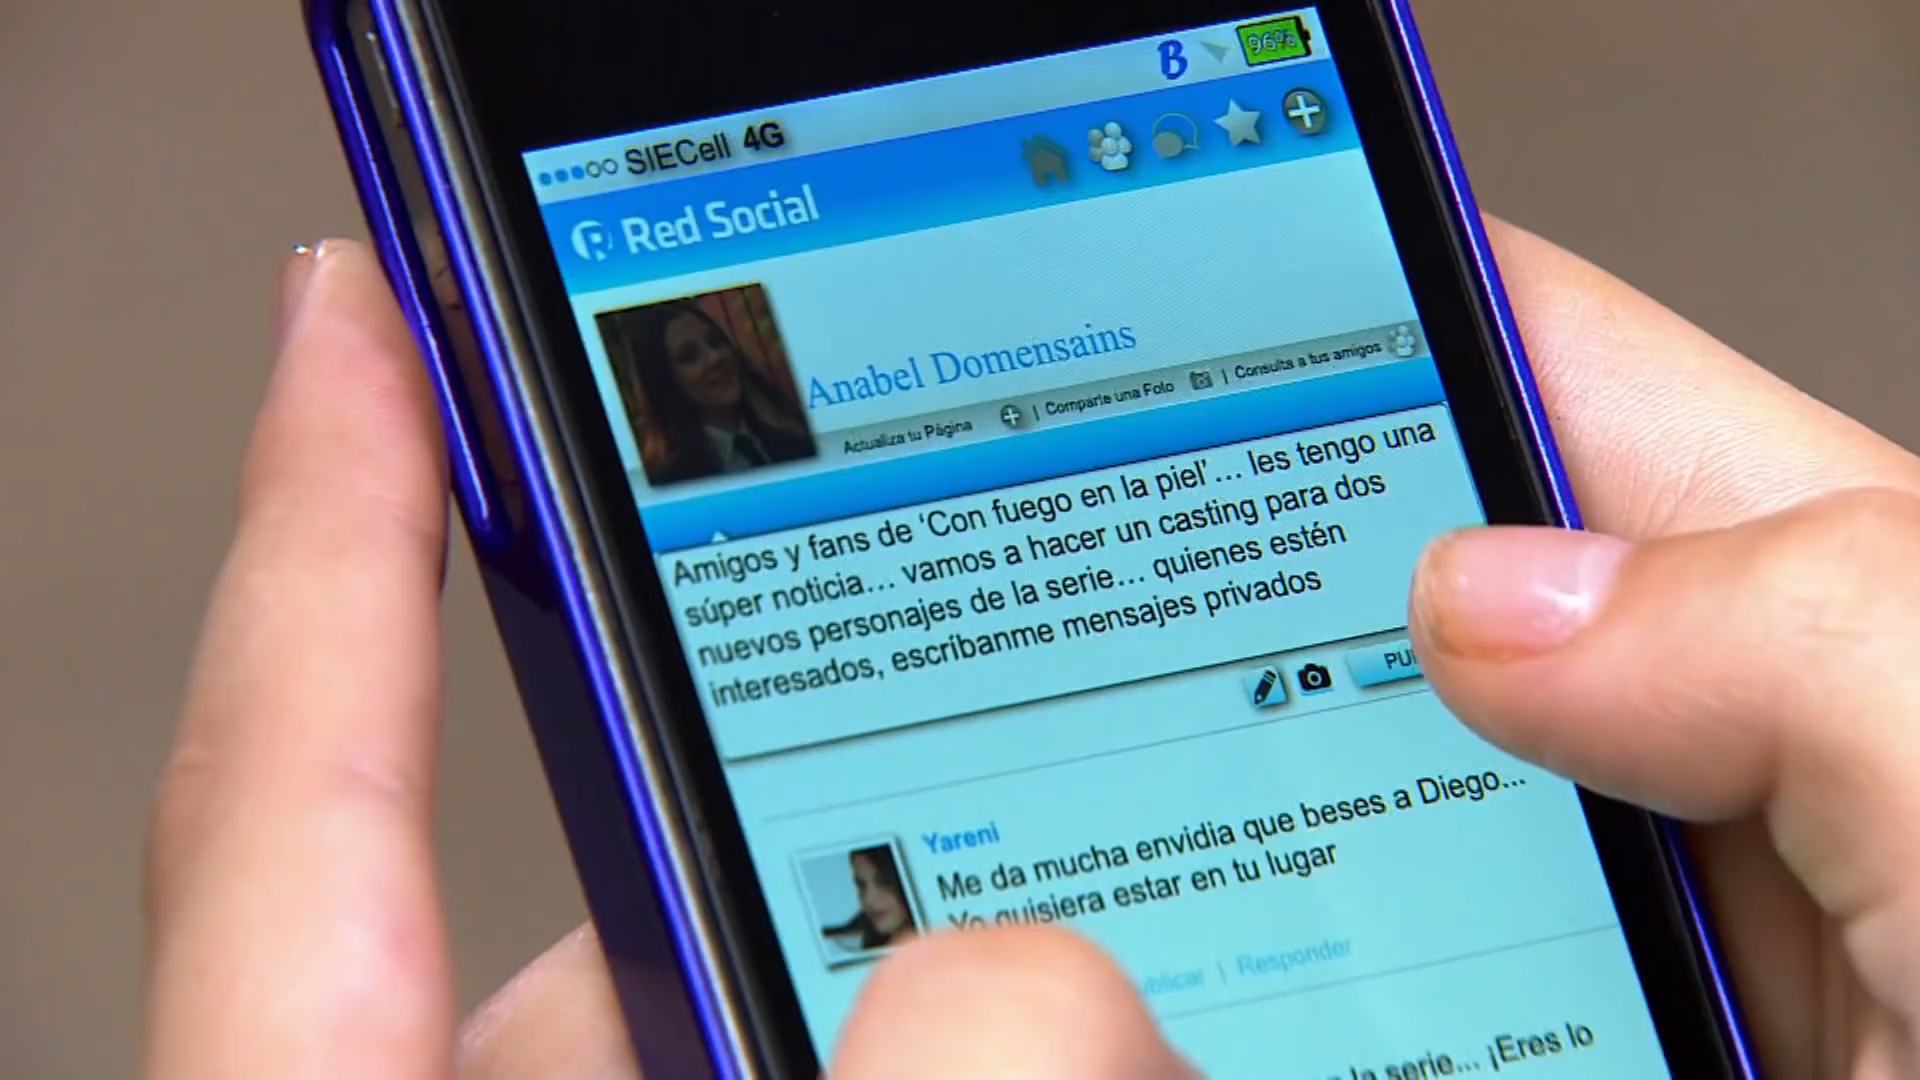 SIECell 4G
B
96%
Red Social
Anabel Domensains
Actualiza tu Página | Comparte una Foto | Consulta a tus amigos
Amigos y fans de ‘Con fuego en la piel’... les tengo una
súper noticia... vamos a hacer un casting para dos
nuevos personajes de la serie... quienes estén
interesados, escríbanme mensajes privados
Yareni
Me da mucha envidia que beses a Diego...
Yo quisiera estar en tu lugar
| Responder
la serie... ¡Eres lo